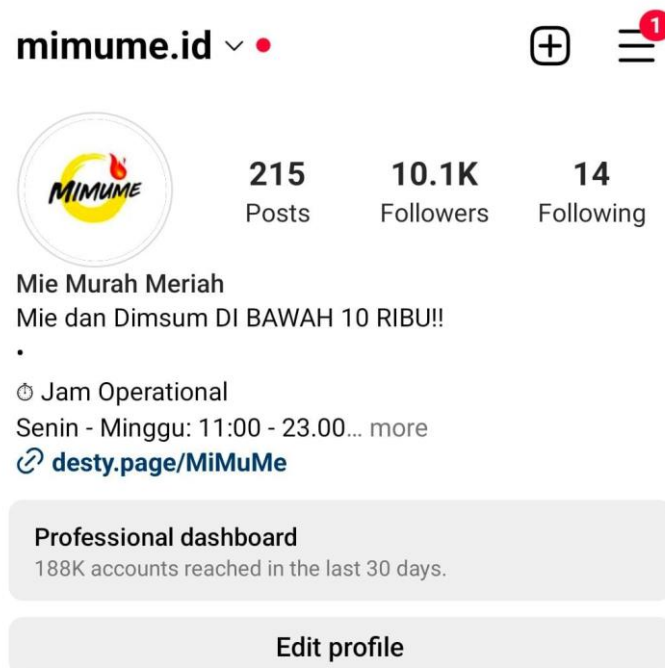 mimume.id
1
MIMUME
215 10.1K 14
Posts Followers Following
Mie Murah Meriah
Mie dan Dimsum DI BAWAH 10 RIBU!!
.
⏱ Jam Operational
Senin - Minggu: 11:00 - 23.00... more
desty.page/MiMuMe
Professional dashboard
188K accounts reached in the last 30 days.
Edit profile